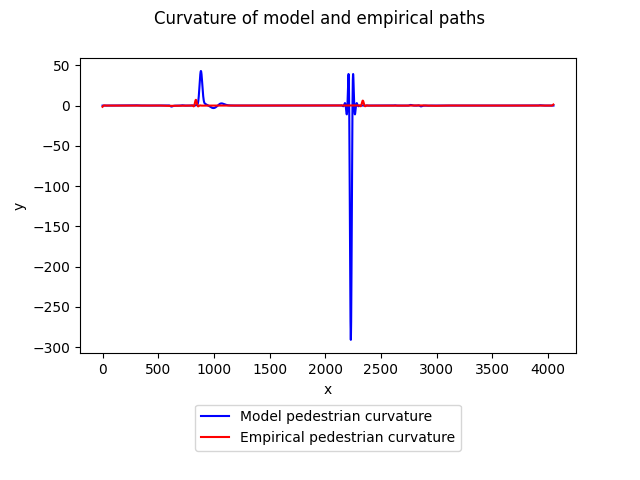 Curvature of model and empirical paths
50
0
−50
−100
−150
−200
−250
−300
y
0 500 1000 1500 2000 2500 3000 3500 4000
x
Model pedestrian curvature
Empirical pedestrian curvature